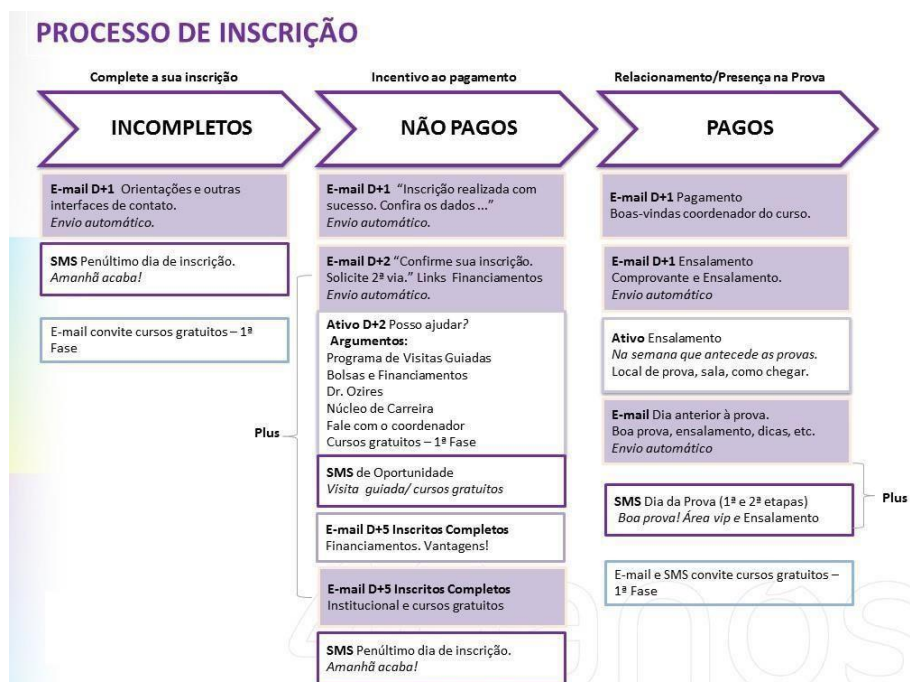 PROCESSO DE INSCRIÇÃO
Complete a sua inscrição
INCOMPLETOS
E-mail D+1 Orientações e outras
interfaces de contato.
Envio automático.
SMS Penúltimo dia de inscrição.
Amanhã acaba!
E-mail convite cursos gratuitos – 1ª
Fase
Incentivo ao pagamento
NÃO PAGOS
E-mail D+1 “Inscrição realizada com
sucesso. Confira os dados ...”
Envio automático.
E-mail D+2 “Confirme sua inscrição.
Solicite 2ª via.” Links Financiamentos
Envio automático.
Ativo D+2 Posso ajudar?
Argumentos:
Programa de Visitas Guiadas
Bolsas e Financiamentos
Dr. Ozires
Núcleo de Carreira
Fale com o coordenador
Cursos gratuitos – 1ª Fase
Plus
SMS de Oportunidade
Visita guiada/ cursos gratuitos
E-mail D+5 Inscritos Completos
Financiamentos. Vantagens!
E-mail D+5 Inscritos Completos
Institucional e cursos gratuitos
SMS Penúltimo dia de inscrição.
Amanhã acaba!
Relacionamento/Presença na Prova
PAGOS
E-mail D+1 Pagamento
Boas-vindas coordenador do curso.
E-mail D+1 Ensalamento
Comprovante e Ensalamento.
Envio automático
Ativo Ensalamento
Na semana que antecede as provas.
Local de prova, sala, como chegar.
E-mail Dia anterior à prova.
Boa prova, ensalamento, dicas, etc.
Envio automático
SMS Dia da Prova (1ª e 2ª etapas)
Boa prova! Área vip e Ensalamento
Plus
E-mail e SMS convite cursos gratuitos –
1ª Fase